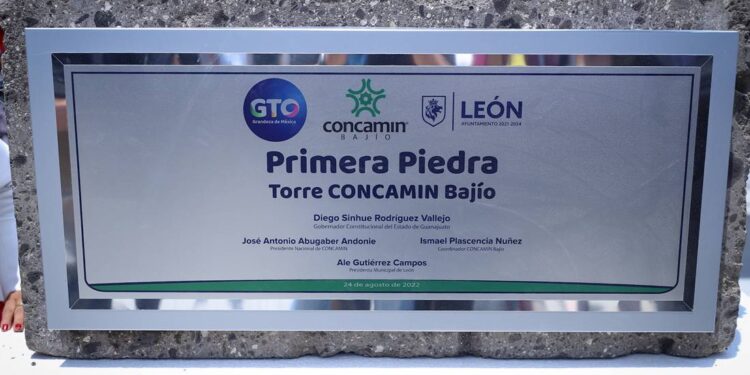 GTO
Grandeza de México
concamin
BAJÍO
LEÓN
AYUNTAMIENTO 2021-2024
Primera Piedra
Torre CONCAMIN Bajío
Diego Sinhue Rodríguez Vallejo
Gobernador Constitucional del Estado de Guanajuato
José Antonio Abugaber Andonie
Presidente Nacional de CONCAMIN
Ismael Plascencia Nuñez
Coordinador CONCAMIN Bajío
Ale Gutiérrez Campos
Presidenta Municipal de León
24 de agosto de 2022